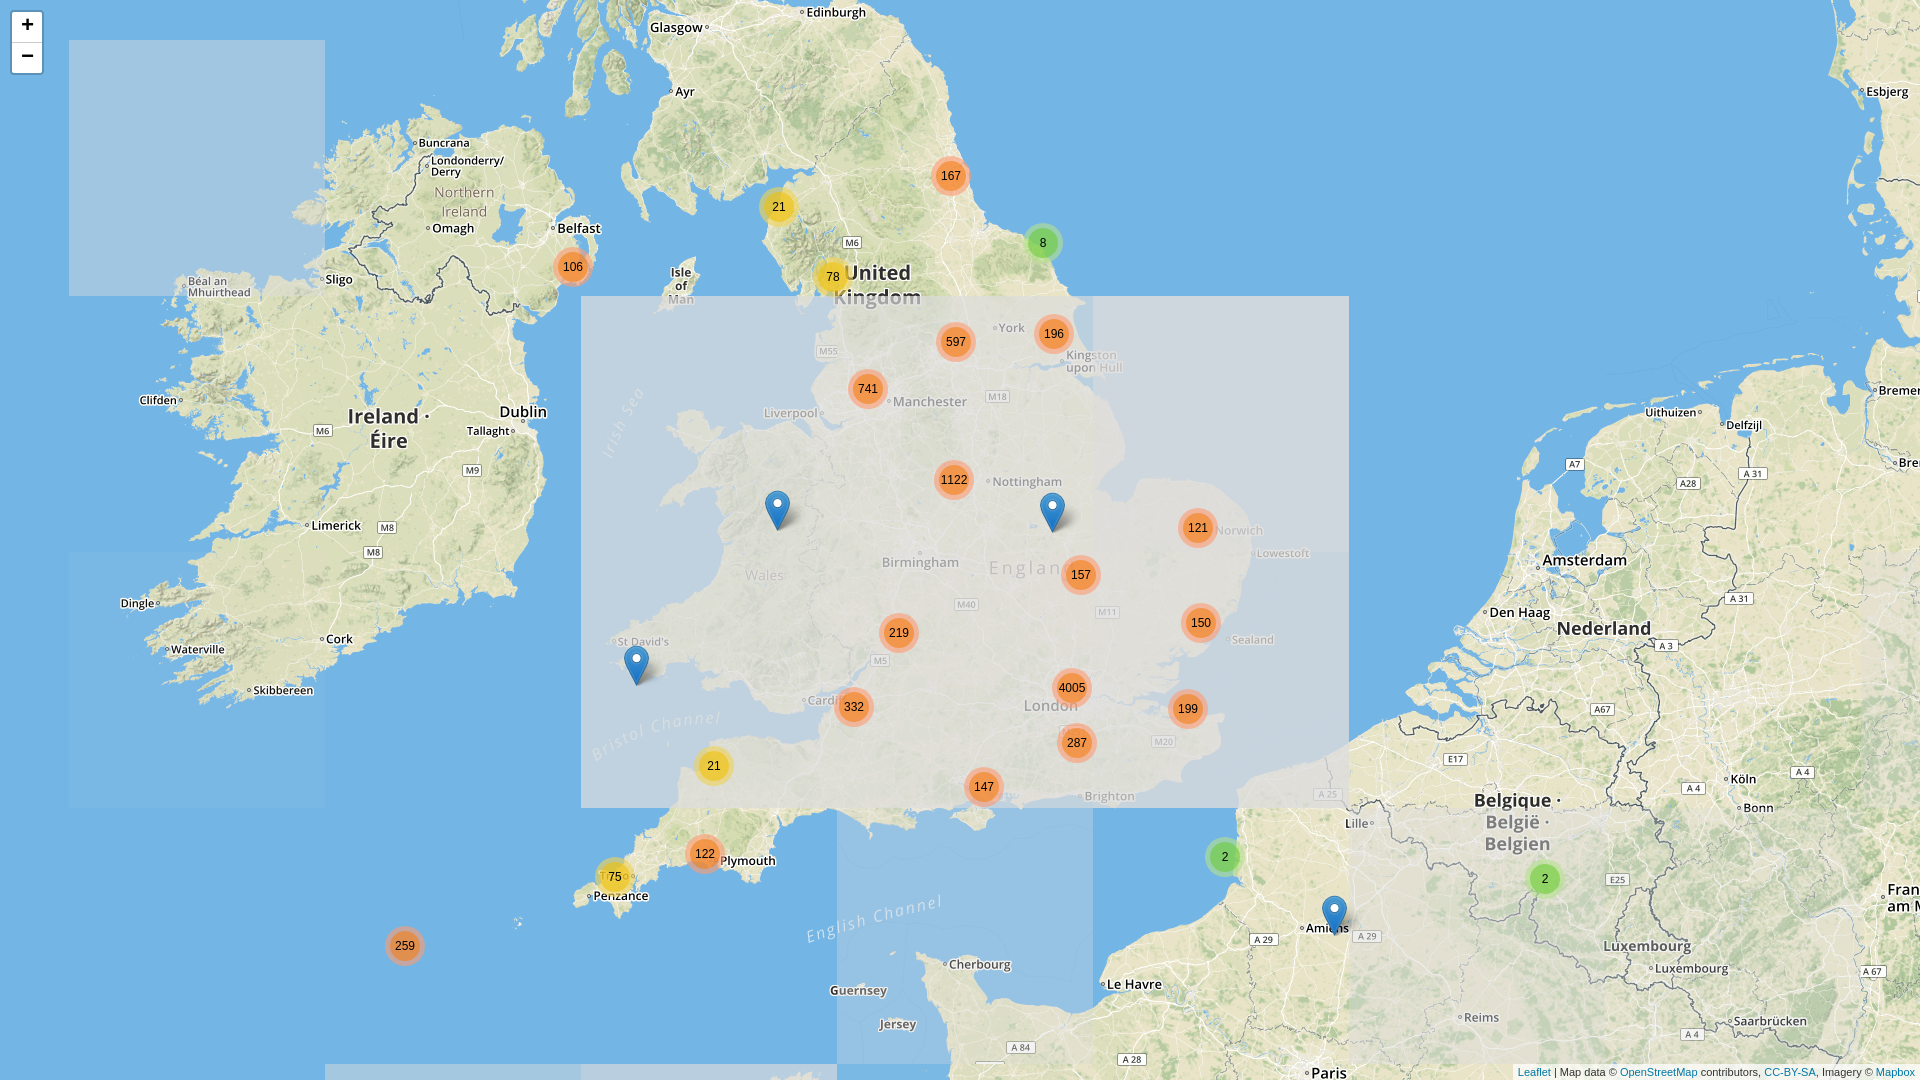 +
−
Edinburgh
Glasgow
Ayr
Esbjerg
Buncrana
Londonderry/
Derry
Northern
Ireland
Omagh
Belfast
167
21
8
106
78
M6
United
Kingdom
Isle
of
Man
Sligo
Béal an
Mhuirthead
York
196
597
M55
Kingston
upon Hull
741
Manchester
M18
Liverpool
Irish Sea
Clifden
Ireland ·
Éire
Dublin
Tallaght
M6
M9
Limerick
M8
M8
1122
Nottingham
121
Norwich
Lowestoft
Birmingham
Wales
157
M40
M11
219
150
Sealand
St David's
M5
Dingle
Cork
Waterville
Skibbereen
4005
London
199
332
287
M20
Bristol Channel
21
147
Brighton
122
Plymouth
75
Penzance
259
English Channel
Cherbourg
Guernsey
Jersey
Le Havre
A 84
A 28
Paris
Uithuizen
Delfzijl
A7
A 31
A28
Amsterdam
Den Haag
A 31
Nederland
A 3
A67
E17
A 25
Köln
A 4
A 4
Bonn
Belgique ·
België ·
Belgien
Lille
2
2
E25
Amiens
A 29
A 29
Luxembourg
Luxembourg
A 67
Reims
Saarbrücken
A 4
Leaflet | Map data © OpenStreetMap contributors, CC-BY-SA, Imagery © Mapbox